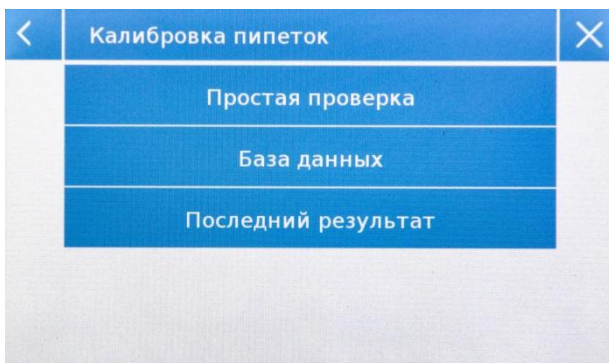 Калибровка пипеток
Простая проверка
База данных
Последний результат